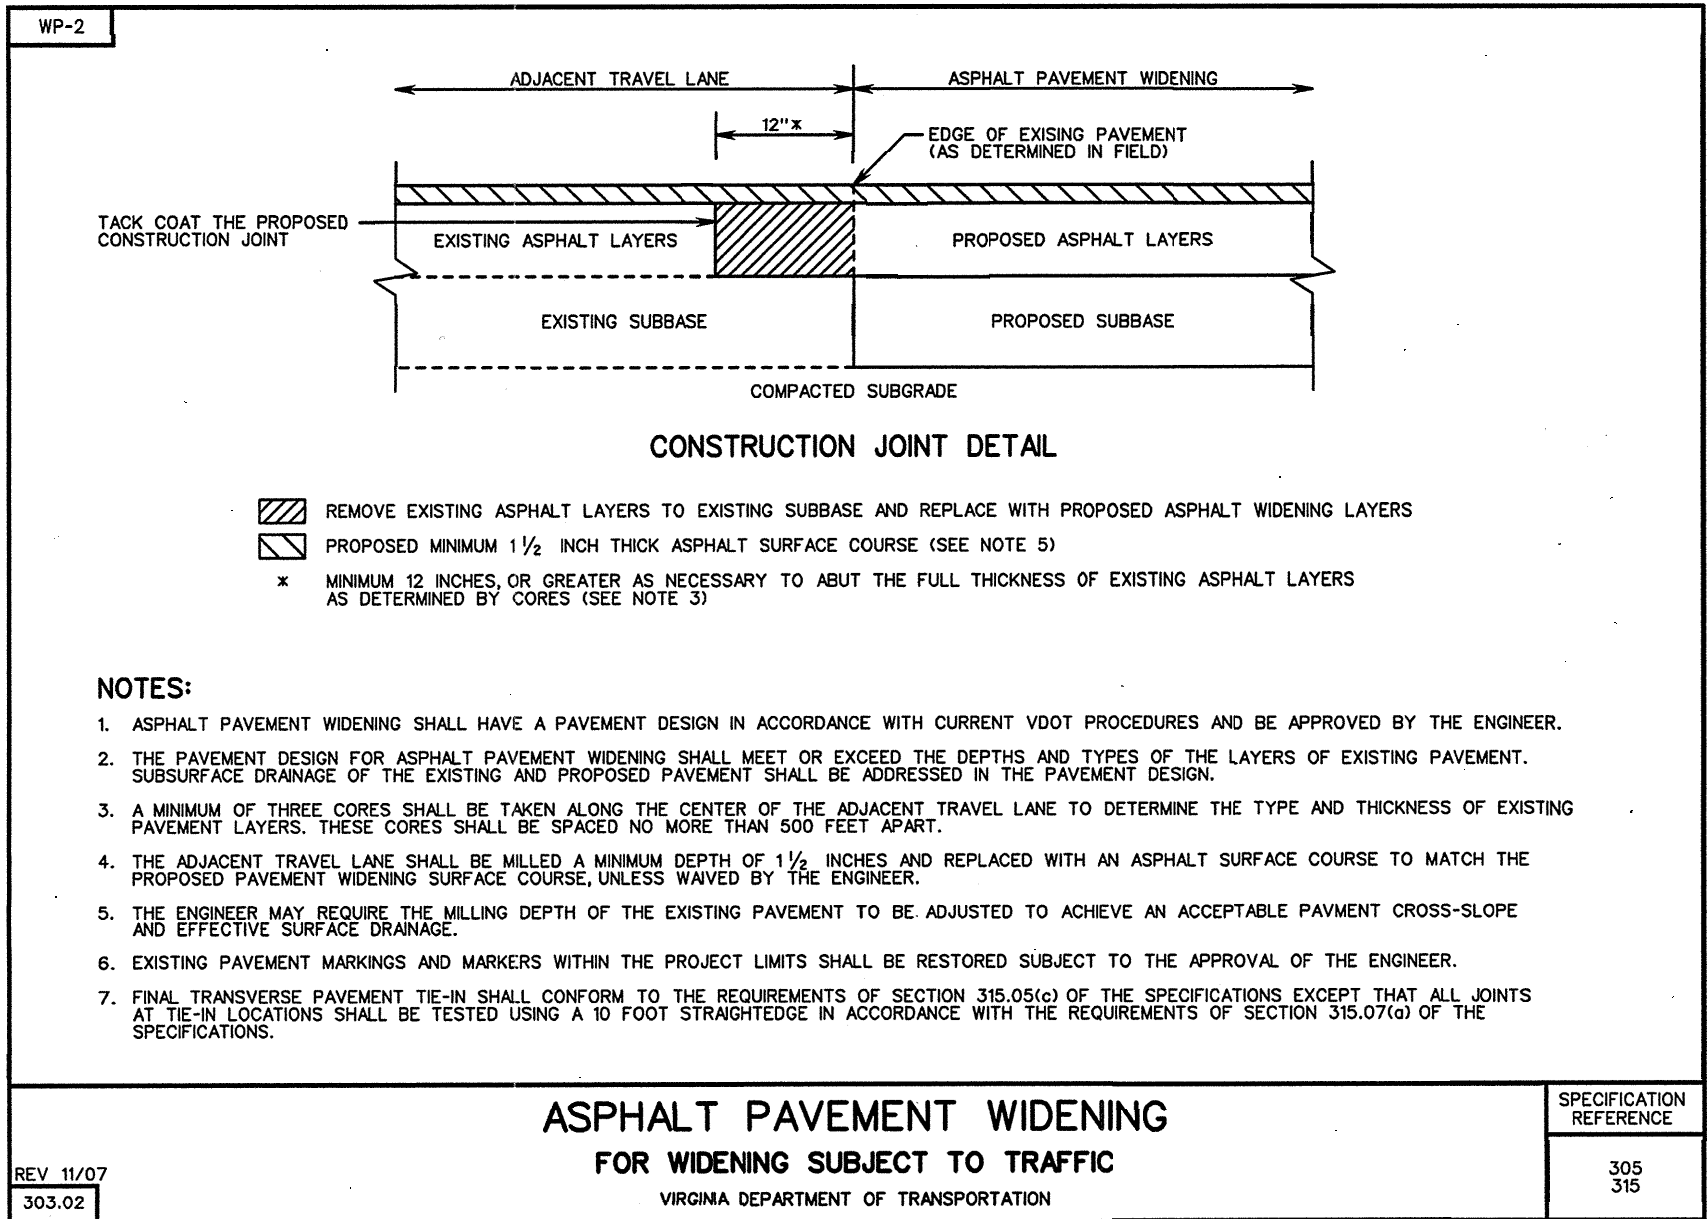 WP-2
ADJACENT TRAVEL LANE
ASPHALT PAVEMENT WIDENING
12"*
EDGE OF EXISING PAVEMENT
(AS DETERMINED IN FIELD)
TACK COAT THE PROPOSED
CONSTRUCTION JOINT
EXISTING ASPHALT LAYERS
PROPOSED ASPHALT LAYERS
EXISTING SUBBASE
PROPOSED SUBBASE
COMPACTED SUBGRADE
CONSTRUCTION JOINT DETAIL
REMOVE EXISTING ASPHALT LAYERS TO EXISTING SUBBASE AND REPLACE WITH PROPOSED ASPHALT WIDENING LAYERS
PROPOSED MINIMUM 1 1/2 INCH THICK ASPHALT SURFACE COURSE (SEE NOTE 5)
* MINIMUM 12 INCHES, OR GREATER AS NECESSARY TO ABUT THE FULL THICKNESS OF EXISTING ASPHALT LAYERS
AS DETERMINED BY CORES (SEE NOTE 3)
NOTES:
1. ASPHALT PAVEMENT WIDENING SHALL HAVE A PAVEMENT DESIGN IN ACCORDANCE WITH CURRENT VDOT PROCEDURES AND BE APPROVED BY THE ENGINEER.
2. THE PAVEMENT DESIGN FOR ASPHALT PAVEMENT WIDENING SHALL MEET OR EXCEED THE DEPTHS AND TYPES OF THE LAYERS OF EXISTING PAVEMENT.
SUBSURFACE DRAINAGE OF THE EXISTING AND PROPOSED PAVEMENT SHALL BE ADDRESSED IN THE PAVEMENT DESIGN.
3. A MINIMUM OF THREE CORES SHALL BE TAKEN ALONG THE CENTER OF THE ADJACENT TRAVEL LANE TO DETERMINE THE TYPE AND THICKNESS OF EXISTING
PAVEMENT LAYERS. THESE CORES SHALL BE SPACED NO MORE THAN 500 FEET APART.
4. THE ADJACENT TRAVEL LANE SHALL BE MILLED A MINIMUM DEPTH OF 1 1/2 INCHES AND REPLACED WITH AN ASPHALT SURFACE COURSE TO MATCH THE
PROPOSED PAVEMENT WIDENING SURFACE COURSE, UNLESS WAIVED BY THE ENGINEER.
5. THE ENGINEER MAY REQUIRE THE MILLING DEPTH OF THE EXISTING PAVEMENT TO BE ADJUSTED TO ACHIEVE AN ACCEPTABLE PAVMENT CROSS-SLOPE
AND EFFECTIVE SURFACE DRAINAGE.
6. EXISTING PAVEMENT MARKINGS AND MARKERS WITHIN THE PROJECT LIMITS SHALL BE RESTORED SUBJECT TO THE APPROVAL OF THE ENGINEER.
7. FINAL TRANSVERSE PAVEMENT TIE-IN SHALL CONFORM TO THE REQUIREMENTS OF SECTION 315.05(c) OF THE SPECIFICATIONS EXCEPT THAT ALL JOINTS
AT TIE-IN LOCATIONS SHALL BE TESTED USING A 10 FOOT STRAIGHTEDGE IN ACCORDANCE WITH THE REQUIREMENTS OF SECTION 315.07(a) OF THE
SPECIFICATIONS.
ASPHALT PAVEMENT WIDENING
FOR WIDENING SUBJECT TO TRAFFIC
VIRGINIA DEPARTMENT OF TRANSPORTATION
REV 11/07
303.02
SPECIFICATION
REFERENCE
305
315